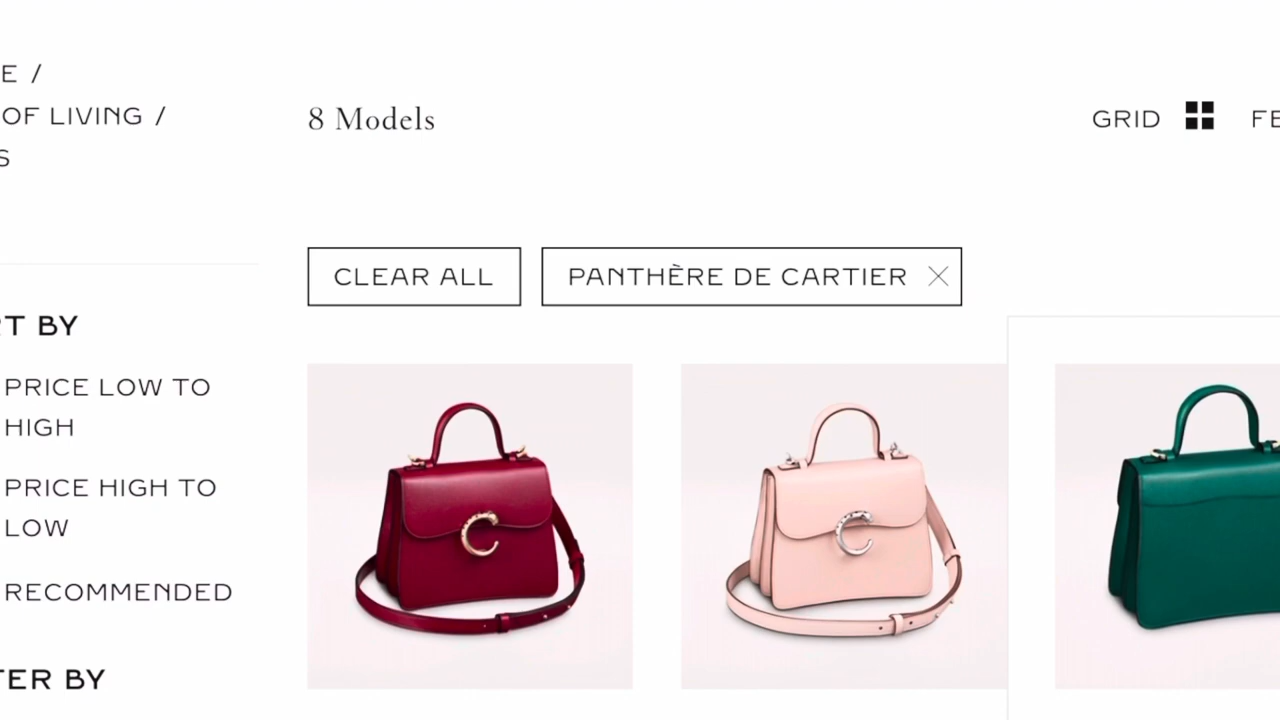 E /
OF LIVING /
S
8 Models
GRID
FE
CLEAR ALL
PANTHÈRE DE CARTIER
RT BY
PRICE LOW TO
HIGH
PRICE HIGH TO
LOW
RECOMMENDED
TER BY